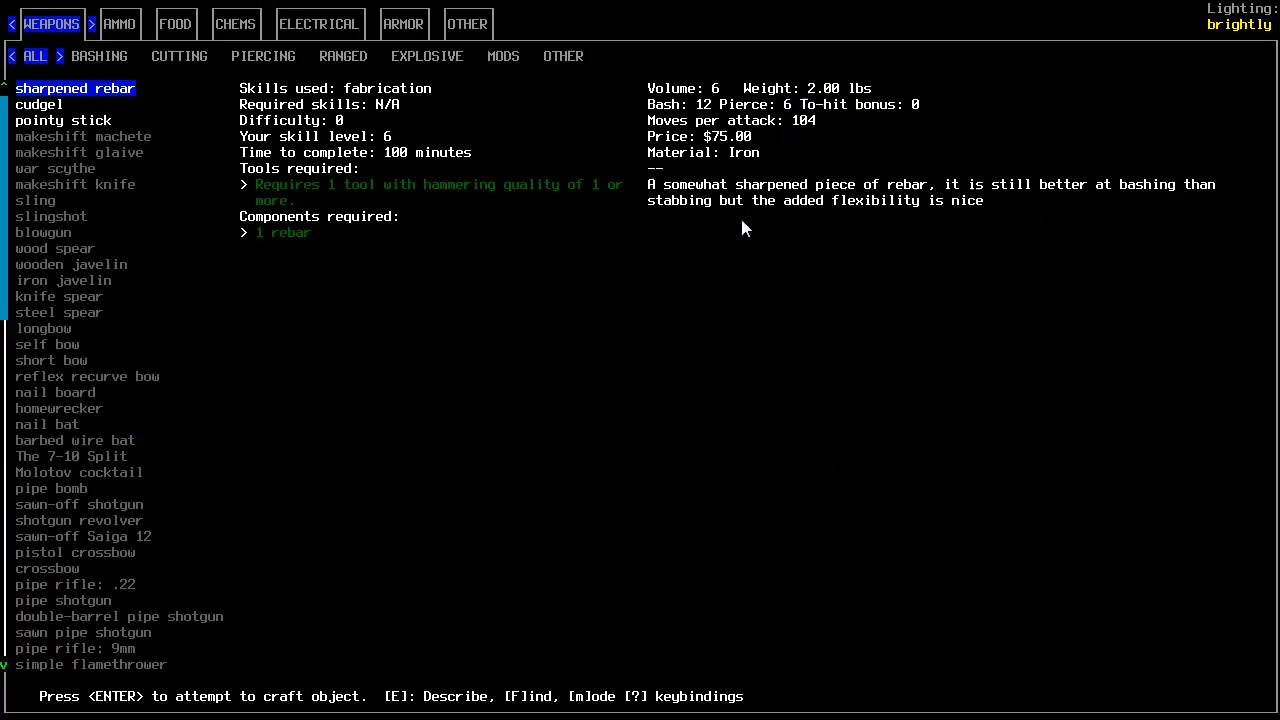 Lighting:
< WEAPONS > AMMO FOOD CHEMS ELECTRICAL ARMOR OTHER
brightly
< ALL > BASHING CUTTING PIERCING RANGED EXPLOSIVE MODS OTHER
^
sharpened rebar Skills used: fabrication Volume: 6 Weight: 2.00 lbs
cudgel Required skills: N/A Bash: 12 Pierce: 6 To-hit bonus: 0
pointy stick Difficulty: 0 Moves per attack: 104
makeshift machete Your skill level: 6 Price: $75.00
makeshift glaive Time to complete: 100 minutes Material: Iron
war scythe Tools required: --
makeshift knife > Requires 1 tool with hammering quality of 1 or A somewhat sharpened piece of rebar, it is still better at bashing than
sling more. stabbing but the added flexibility is nice
slingshot Components required:
blowgun > 1 rebar
wood spear
wooden javelin
iron javelin
knife spear
steel spear
longbow
self bow
short bow
reflex recurve bow
nail board
homewrecker
nail bat
barbed wire bat
The 7-10 Split
Molotov cocktail
pipe bomb
sawn-off shotgun
shotgun revolver
sawn-off Saiga 12
pistol crossbow
crossbow
pipe rifle: .22
pipe shotgun
double-barrel pipe shotgun
sawn pipe shotgun
pipe rifle: 9mm
v simple flamethrower
Press <ENTER> to attempt to craft object. [E]: Describe, [F]ind, [m]ode [?] keybindings